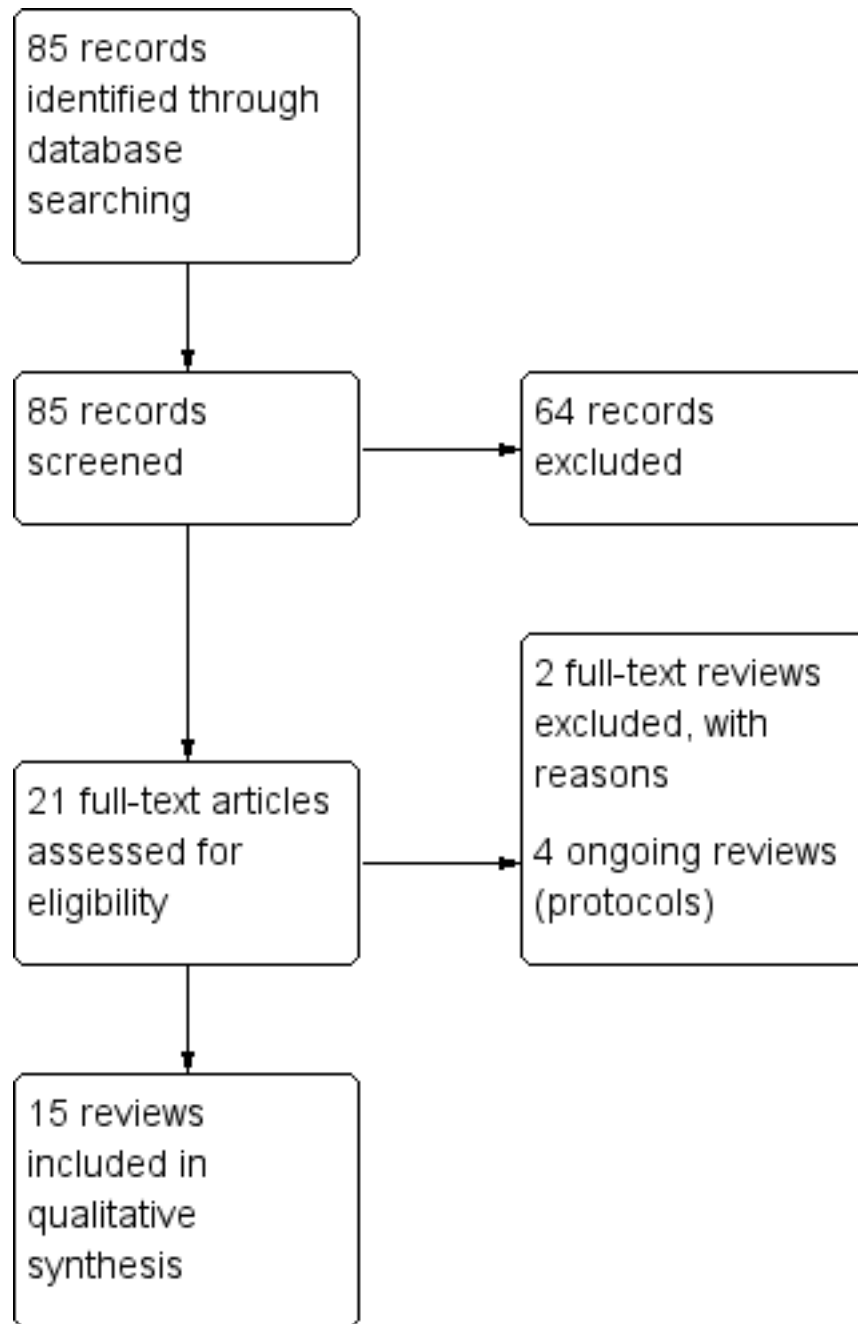 85 records
identified through
database
searching
85 records
screened
64 records
excluded
21 full-text articles
assessed for
eligibility
2 full-text reviews
excluded, with
reasons
4 ongoing reviews
(protocols)
15 reviews
included in
qualitative
synthesis